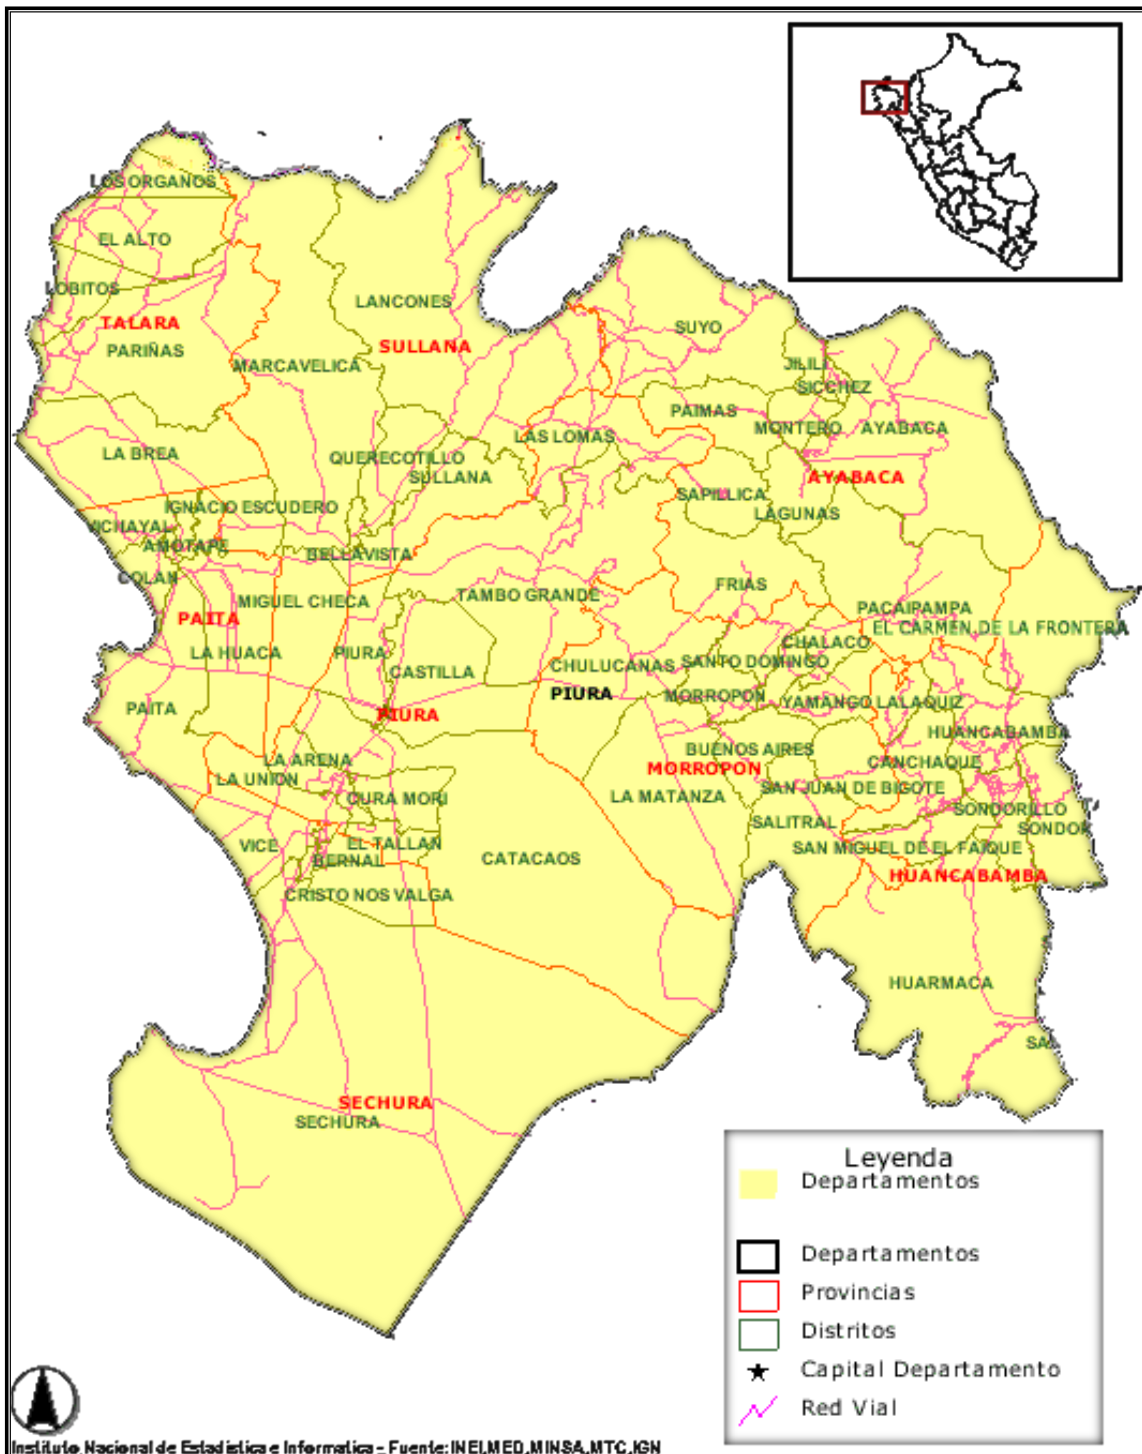 LOS ORGANOS
EL ALTO
LOBITOS
LANCONES
TALARA
SUYO
PARIÑAS
SULLANA
MARCAVELICA
JILILI
SICCHEZ
PAIMAS
MONTERO
AYABACA
LAS LOMAS
LA BREA
QUERECOTILLO
SULLANA
AYABACA
SAPILLICA
LAGUNAS
IGNACIO ESCUDERO
VICHAYAL
AMOTAPE
BELLAVISTA
COLAN
FRIAS
MIGUEL CHECA
TAMBO GRANDE
PACAIPAMPA
PAITA
EL CARMEN DE LA FRONTERA
CHALACO
LA HUACA
PIURA
CASTILLA
CHULUCANAS
SANTO DOMINGO
PIURA
MORROPON
YAMANGO
LALAQUIZ
PAITA
PIURA
HUANCABAMBA
BUENOS AIRES
LA ARENA
CANCHAQUE
MORROPON
LA UNION
SAN JUAN DE BIGOTE
CURA MORI
LA MATANZA
SONDORILLO
SALITRAL
SONDOR
VICE
EL TALLAN
SAN MIGUEL DE EL FAIQUE
BERNAL
CATACAOS
HUANCABAMBA
CRISTO NOS VALGA
HUARMACA
SECHURA
SECHURA
Leyenda
Departamentos
Departamentos
Provincias
Distritos
Capital Departamento
Red Vial
Instituto Nacional de Estadistica e Informatica - Fuente: INEI,MED,MINSA,MTC,IGN